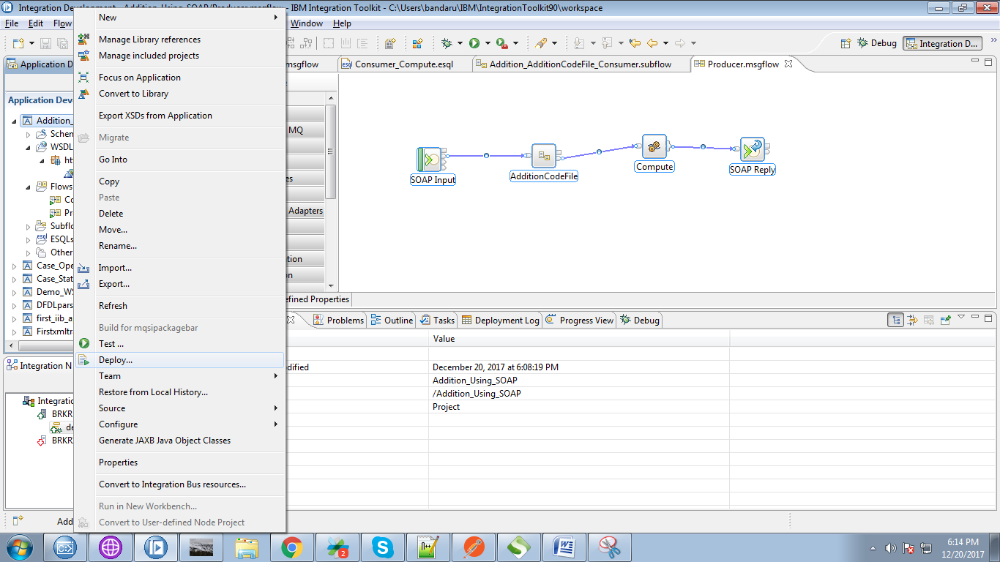 Integration Development - Addition_Using_SOAP/Producer.msgflow - IBM Integration Toolkit - C:\Users\bandaru\IBM\IntegrationToolkit90\workspace
File Edit Flow Window Help
Debug
Integration D...
Application D
msgflow
Consumer_Compute.esql
Addition_AdditionCodeFile_Consumer.subflow
Producer.msgflow
Application Dev
Addition_
Schem
WSDL
htt
Flows
Co
Pr
Subflo
ESQLs
Other
Case_Ope
Case_Stat
Demo_WS
DFDLpars
first_iib_a
Firstxmltra
Integration N
Integratio
BRKR
de
BRKR
Add
New
Manage Library references
Manage included projects
Focus on Application
Convert to Library
Export XSDs from Application
Migrate
Go Into
Copy
Paste
Delete
Move...
Rename...
Import...
Export...
Refresh
Build for mqsipackagebar
Test ...
Deploy...
Team
Restore from Local History...
Source
Configure
Generate JAXB Java Object Classes
Properties
Convert to Integration Bus resources...
Run in New Workbench...
Convert to User-defined Node Project
MQ
es
Adapters
tion
on
SOAP Input
AdditionCodeFile
Compute
SOAP Reply
efined Properties
Problems
Outline
Tasks
Deployment Log
Progress View
Debug
Value
dified
December 20, 2017 at 6:08:19 PM
Addition_Using_SOAP
/Addition_Using_SOAP
Project
6:14 PM
12/20/2017